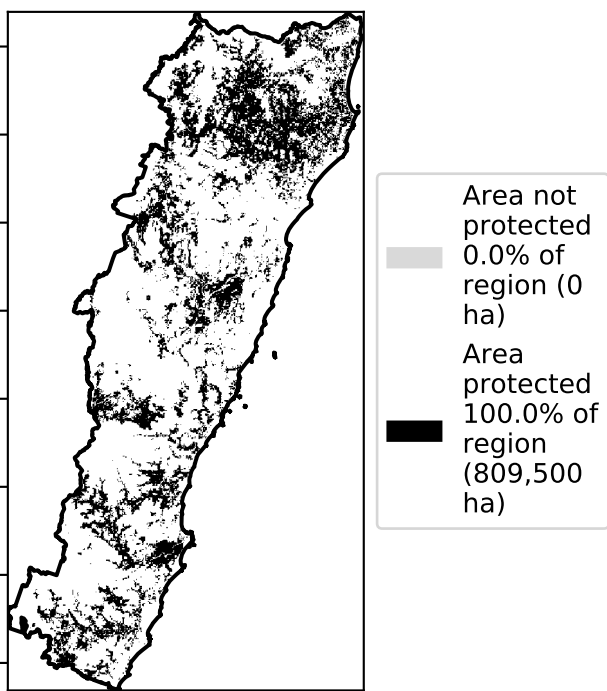 Area not
protected
0.0% of
region (0
ha)
Area
protected
100.0% of
region
(809,500
ha)